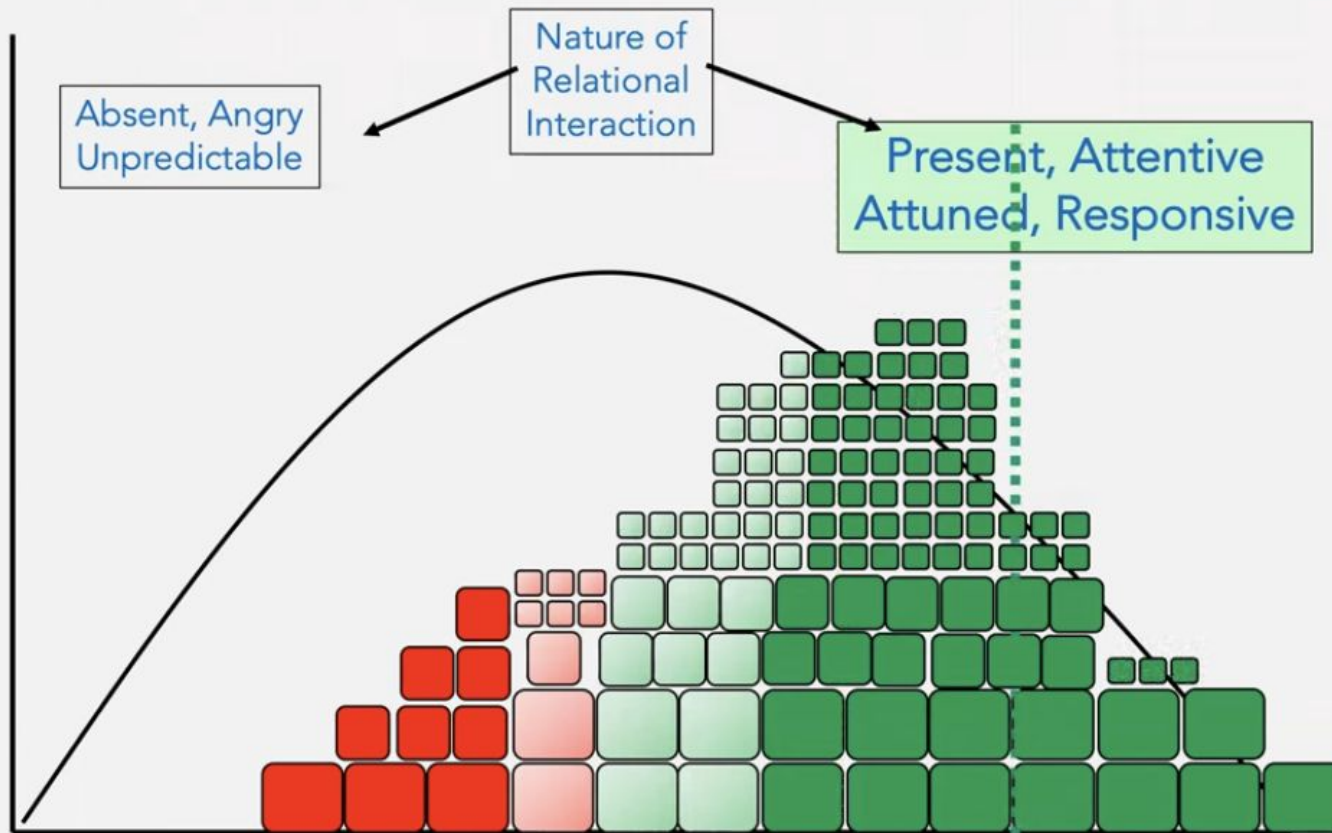 Nature of
Relational
Interaction
Absent, Angry
Unpredictable
Present, Attentive
Attuned, Responsive